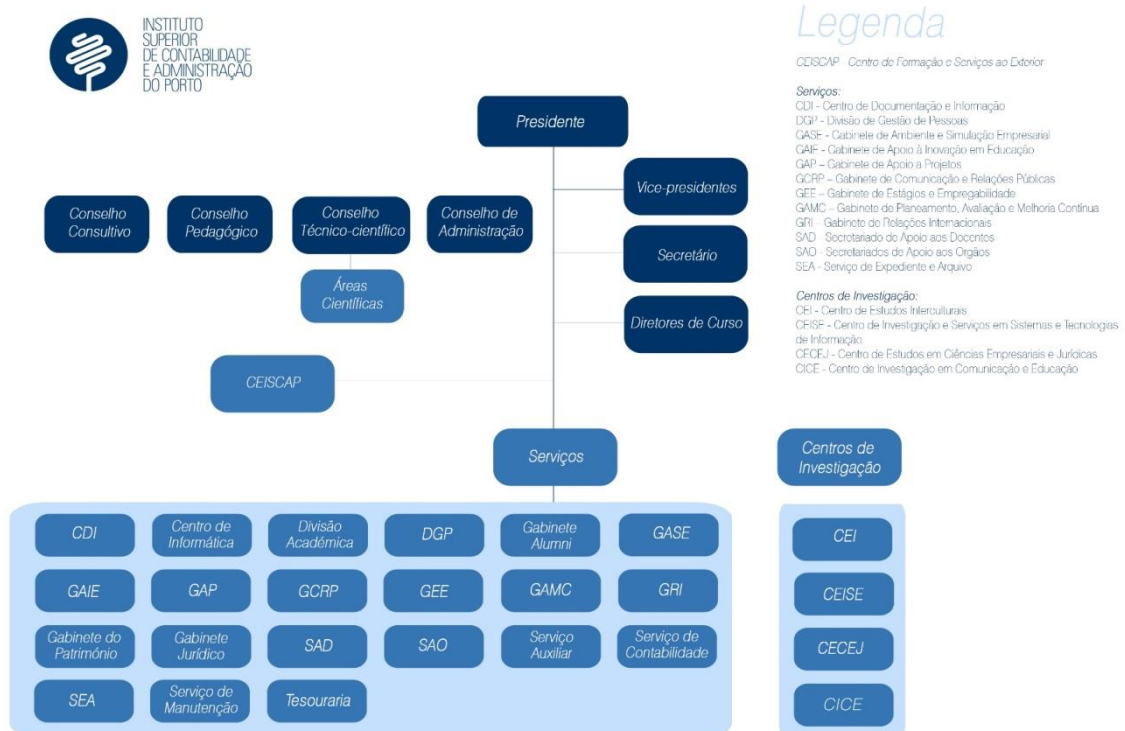 INSTITUTO
SUPERIOR
DE CONTABILIDADE
E ADMINISTRAÇÃO
DO PORTO
Legenda
CEISCAP - Centro de Formação e Serviços ao Exterior
Serviços:
CDI - Centro de Documentação e Informação
DGP - Divisão de Gestão de Pessoas
GASE - Gabinete de Ambiente e Simulação Empresarial
GAIE - Gabinete de Apoio à Inovação em Educação
GAP – Gabinete de Apoio a Projetos
GCRP – Gabinete de Comunicação e Relações Públicas
GEE - Gabinete de Estágios e Empregabilidade
GAMC – Gabinete de Planeamento, Avaliação e Melhoria Contínua
GRI – Gabinete de Relações Internacionais
SAD - Secretariado de Apoio aos Docentes
SAO - Secretariados de Apoio aos Orgãos
SEA - Serviço de Expediente e Arquivo
Centros de Investigação:
CEI - Centro de Estudos Interculturais
CEISE - Centro de Investigação e Serviços em Sistemas e Tecnologias
de Informação
CECEJ - Centro de Estudos em Ciências Empresariais e Jurídicas
CICE - Centro de Investigação em Comunicação e Educação
Presidente
Vice-presidentes
Conselho
Consultivo
Conselho
Pedagógico
Conselho
Técnico-científico
Conselho de
Administração
Secretário
Áreas
Científicas
Diretores de Curso
CEISCAP
Serviços
Centros de
Investigação
CDI
Centro de
Informática
Divisão
Académica
DGP
Gabinete
Alumni
GASE
GAIE
GAP
GCRP
GEE
GAMC
GRI
Gabinete do
Património
Gabinete
Jurídico
SAD
SAO
Serviço
Auxiliar
Serviço de
Contabilidade
SEA
Serviço de
Manutenção
Tesouraria
CEI
CEISE
CECEJ
CICE